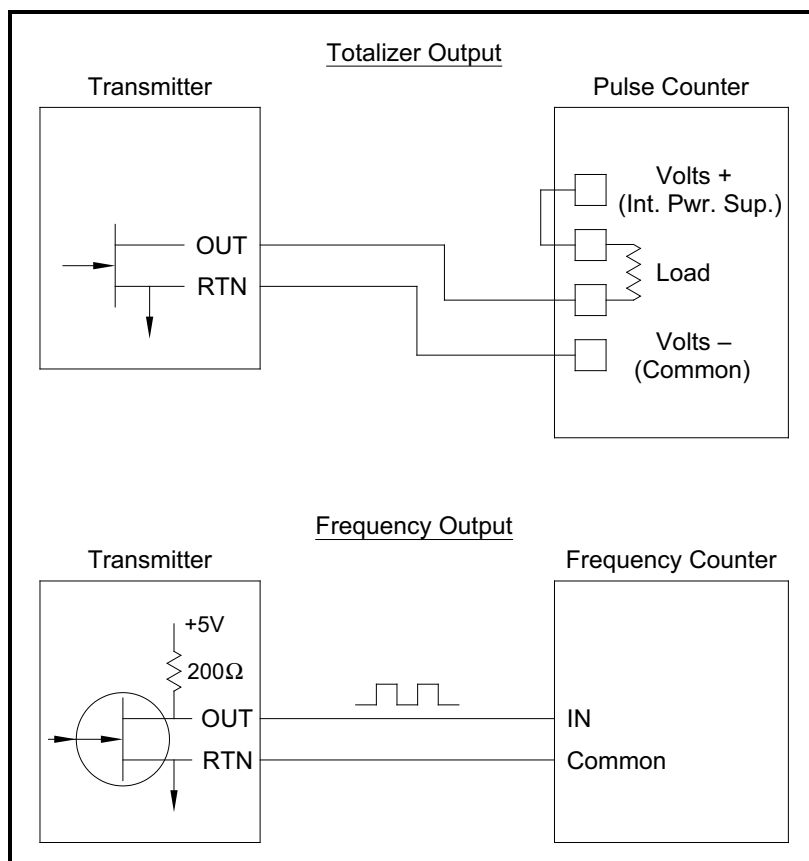 Totalizer Output
Transmitter
Pulse Counter
Volts +
(Int. Pwr. Sup.)
OUT
Load
RTN
Volts –
(Common)
Frequency Output
Transmitter
Frequency Counter
+5V
200Ω
OUT
IN
RTN
Common